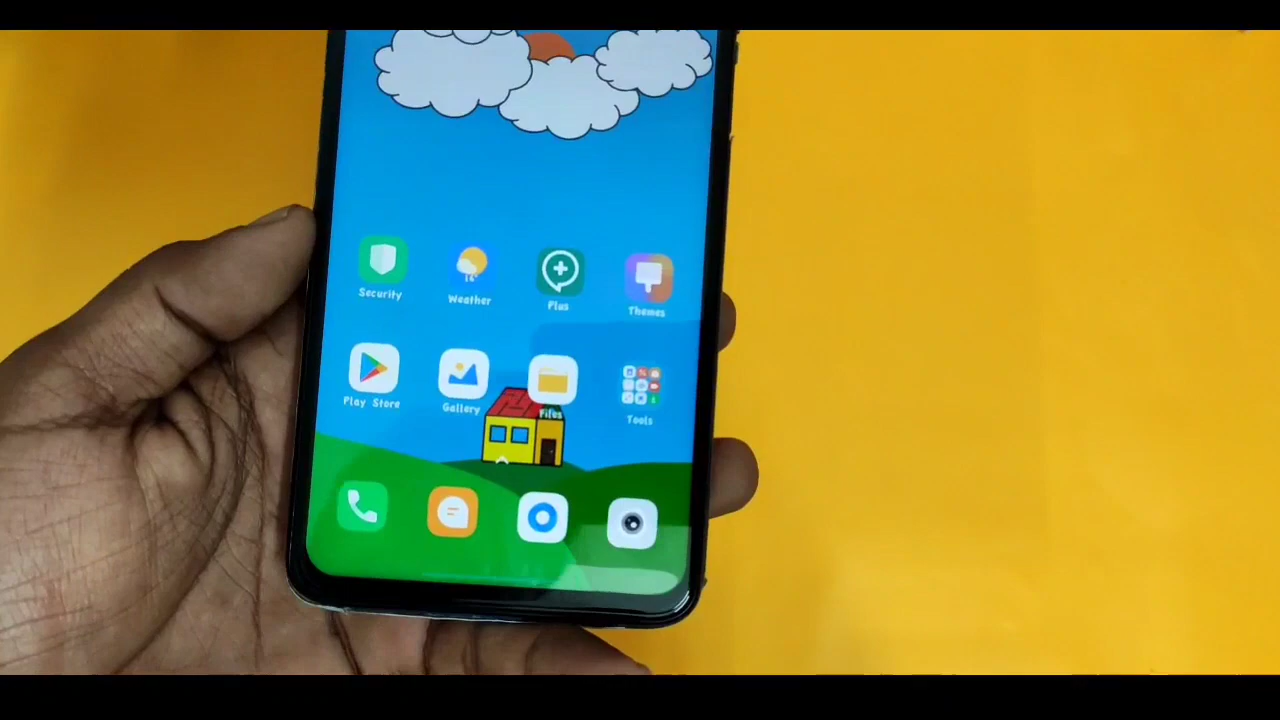 Security
Weather
Plus
Themes
Play Store
Gallery
Files
Tools